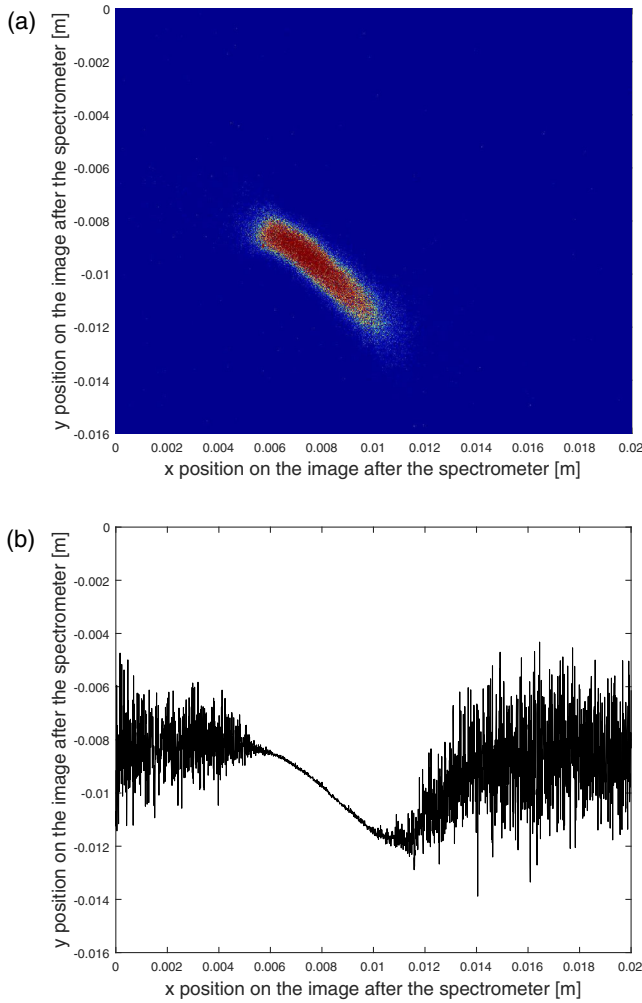 (a)
y position on the image after the spectrometer [m]
0
-0.002
-0.004
-0.006
-0.008
-0.01
-0.012
-0.014
-0.016
0 0.002 0.004 0.006 0.008 0.01 0.012 0.014 0.016 0.018 0.02
x position on the image after the spectrometer [m]
(b)
y position on the image after the spectrometer [m]
0
-0.002
-0.004
-0.006
-0.008
-0.01
-0.012
-0.014
-0.016
0 0.002 0.004 0.006 0.008 0.01 0.012 0.014 0.016 0.018 0.02
x position on the image after the spectrometer [m]